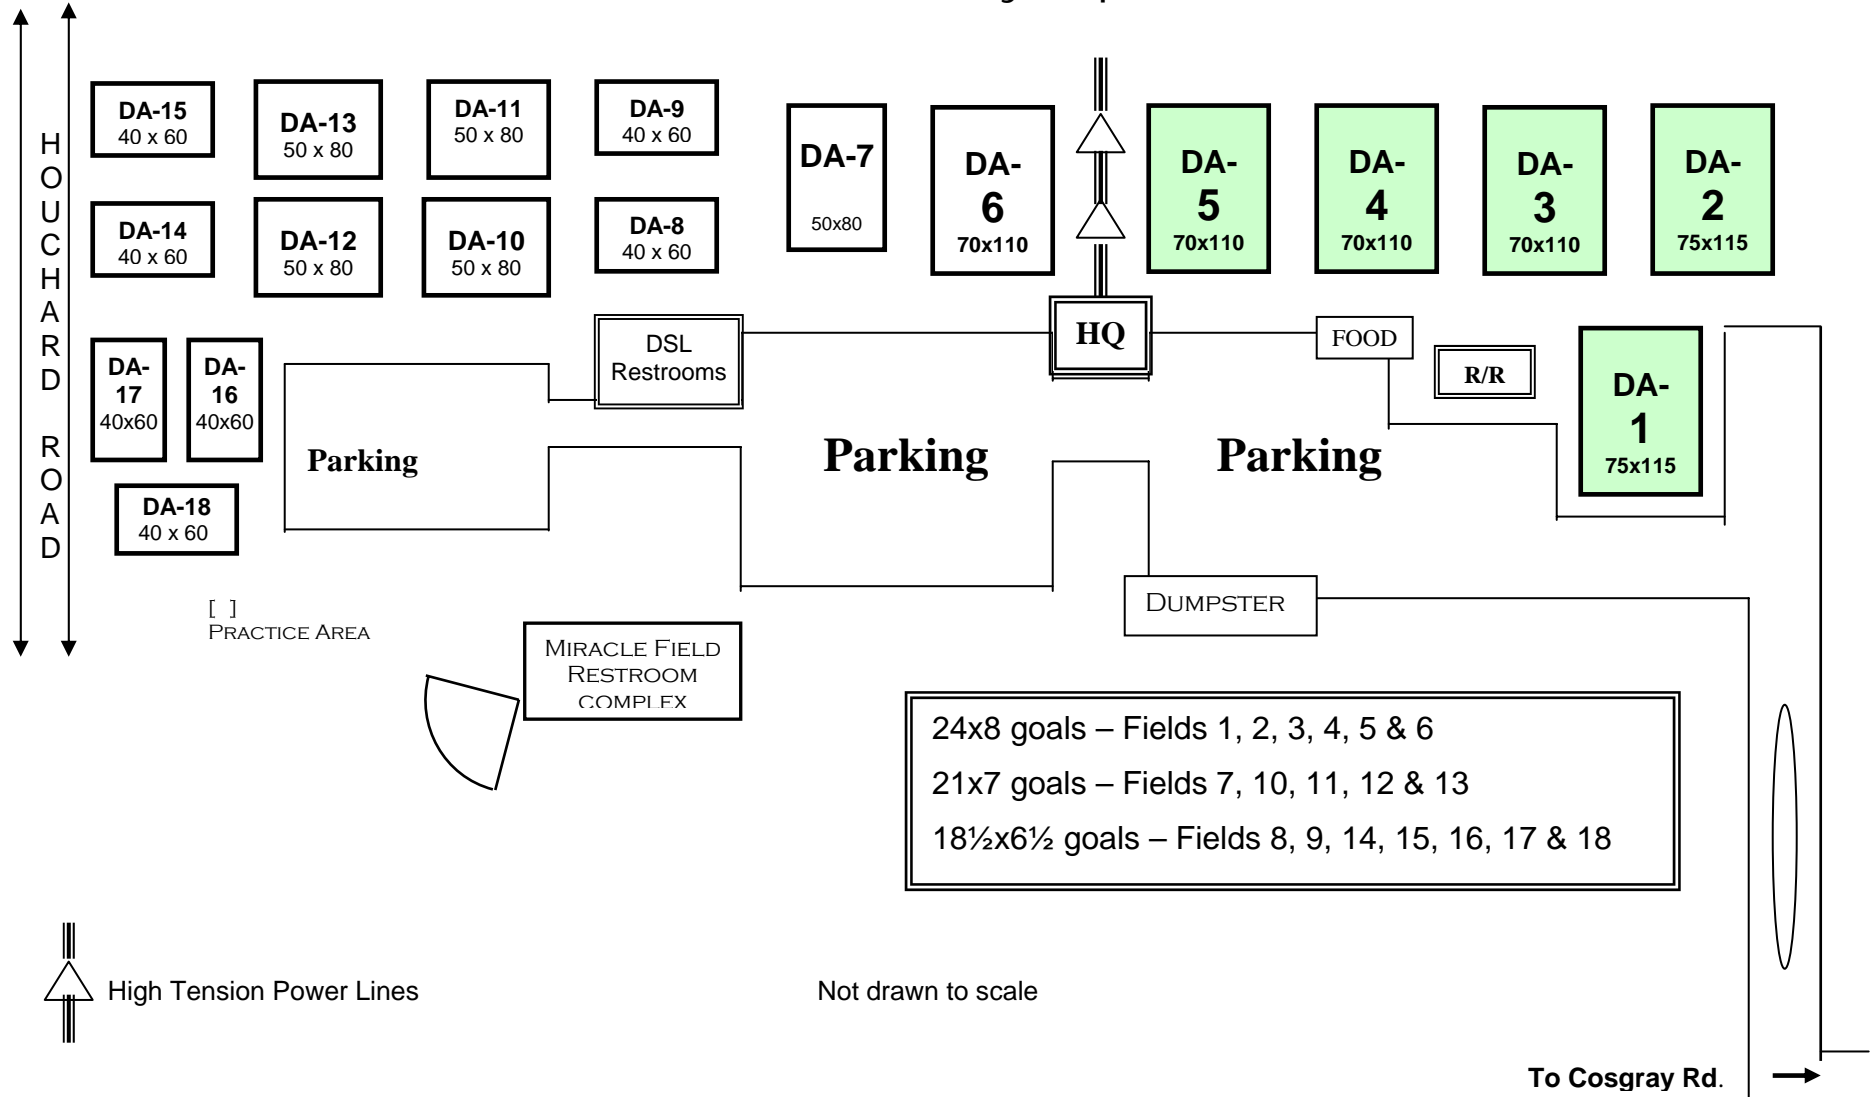 DA-15
40 x 60
DA-13
50 x 80
DA-11
50 x 80
DA-9
40 x 60
DA-7
50x80
DA-
6
70x110
DA-
5
70x110
DA-
4
70x110
DA-
3
70x110
DA-
2
75x115
HOUCHARD ROAD
DA-14
40 x 60
DA-12
50 x 80
DA-10
50 x 80
DA-8
40 x 60
DA-
17
40x60
DA-
16
40x60
DSL
Restrooms
HQ
FOOD
R/R
DA-
1
75x115
Parking
Parking
Parking
DA-18
40 x 60
[ ]
PRACTICE AREA
DUMPSTER
MIRACLE FIELD
RESTROOM
COMPLEX
24x8 goals – Fields 1, 2, 3, 4, 5 & 6
21x7 goals – Fields 7, 10, 11, 12 & 13
18½x6½ goals – Fields 8, 9, 14, 15, 16, 17 & 18
High Tension Power Lines
Not drawn to scale
To Cosgray Rd.